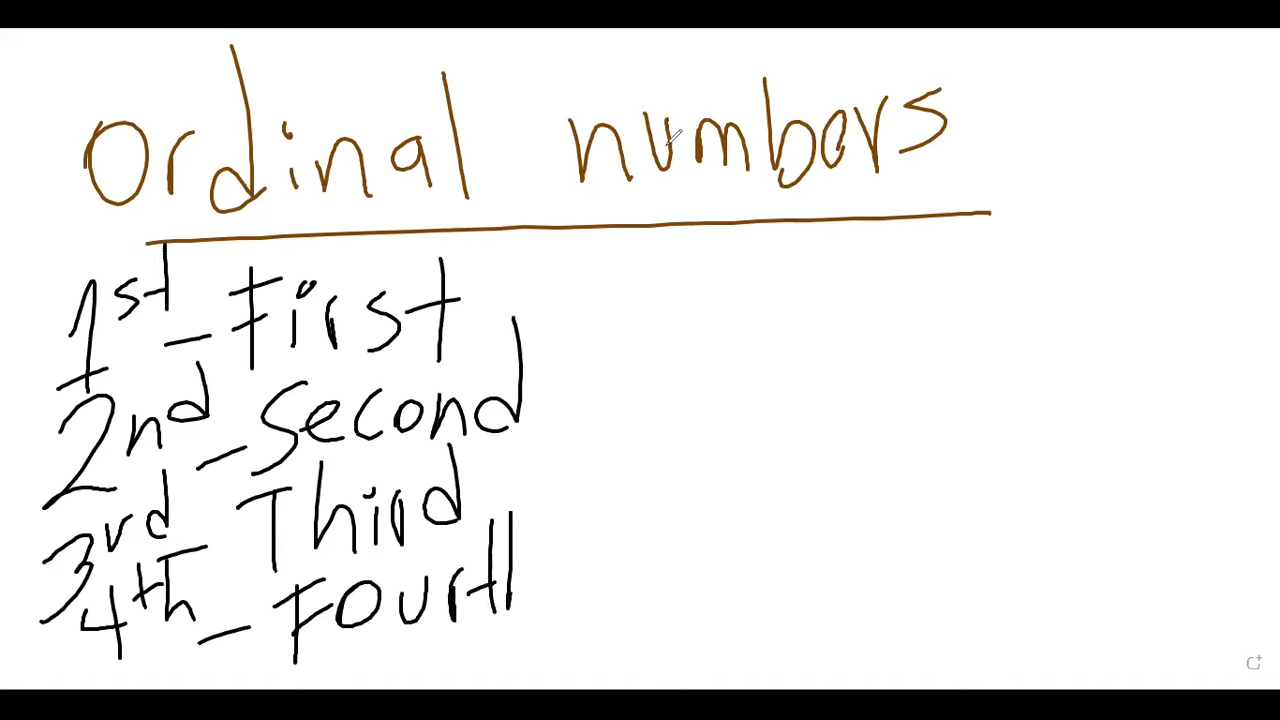 Ordinal numbers
1st - First
2nd - Second
3rd - Third
4th - Fourth